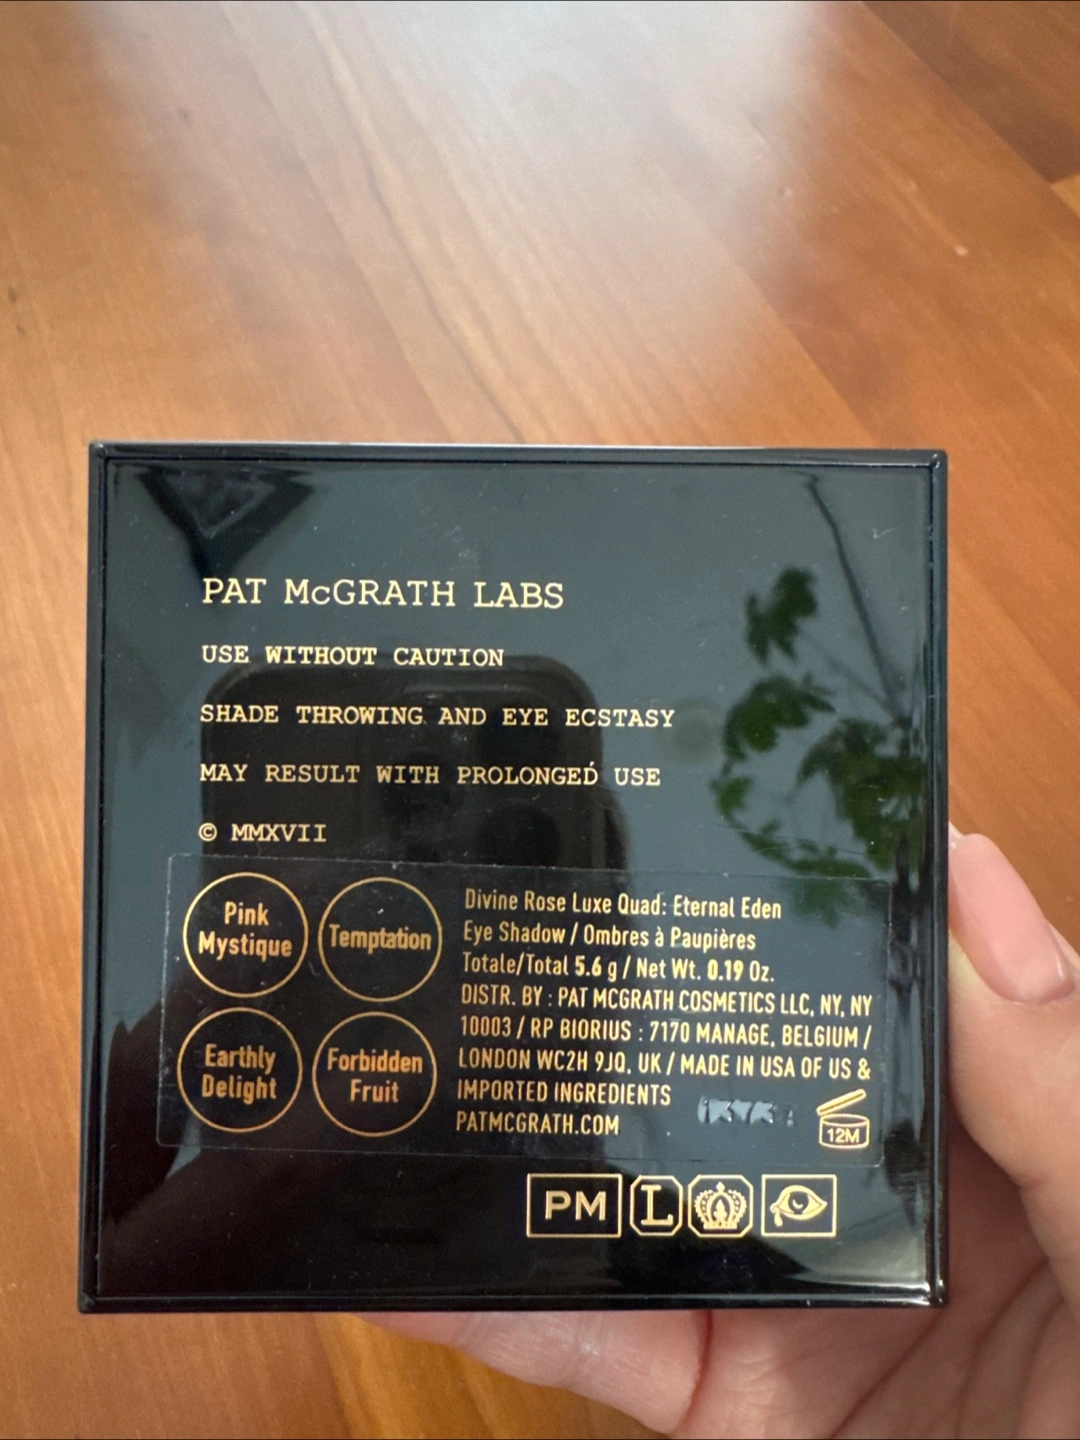 PAT McGRATH LABS
USE WITHOUT CAUTION
SHADE THROWING AND EYE ECSTASY
MAY RESULT WITH PROLONGED USE
© MMXVII
Pink
Mystique
Temptation
Earthly
Delight
Forbidden
Fruit
Divine Rose Luxe Quad: Eternal Eden
Eye Shadow / Ombres à Paupières
Totale/Total 5.6 g / Net Wt. 0.19 Oz.
DISTR. BY : PAT MCGRATH COSMETICS LLC, NY, NY
10003 / RP BIORIUS : 7170 MANAGE, BELGIUM /
LONDON WC2H 9JQ, UK / MADE IN USA OF US &
IMPORTED INGREDIENTS
PATMCGRATH.COM
12M
PM L